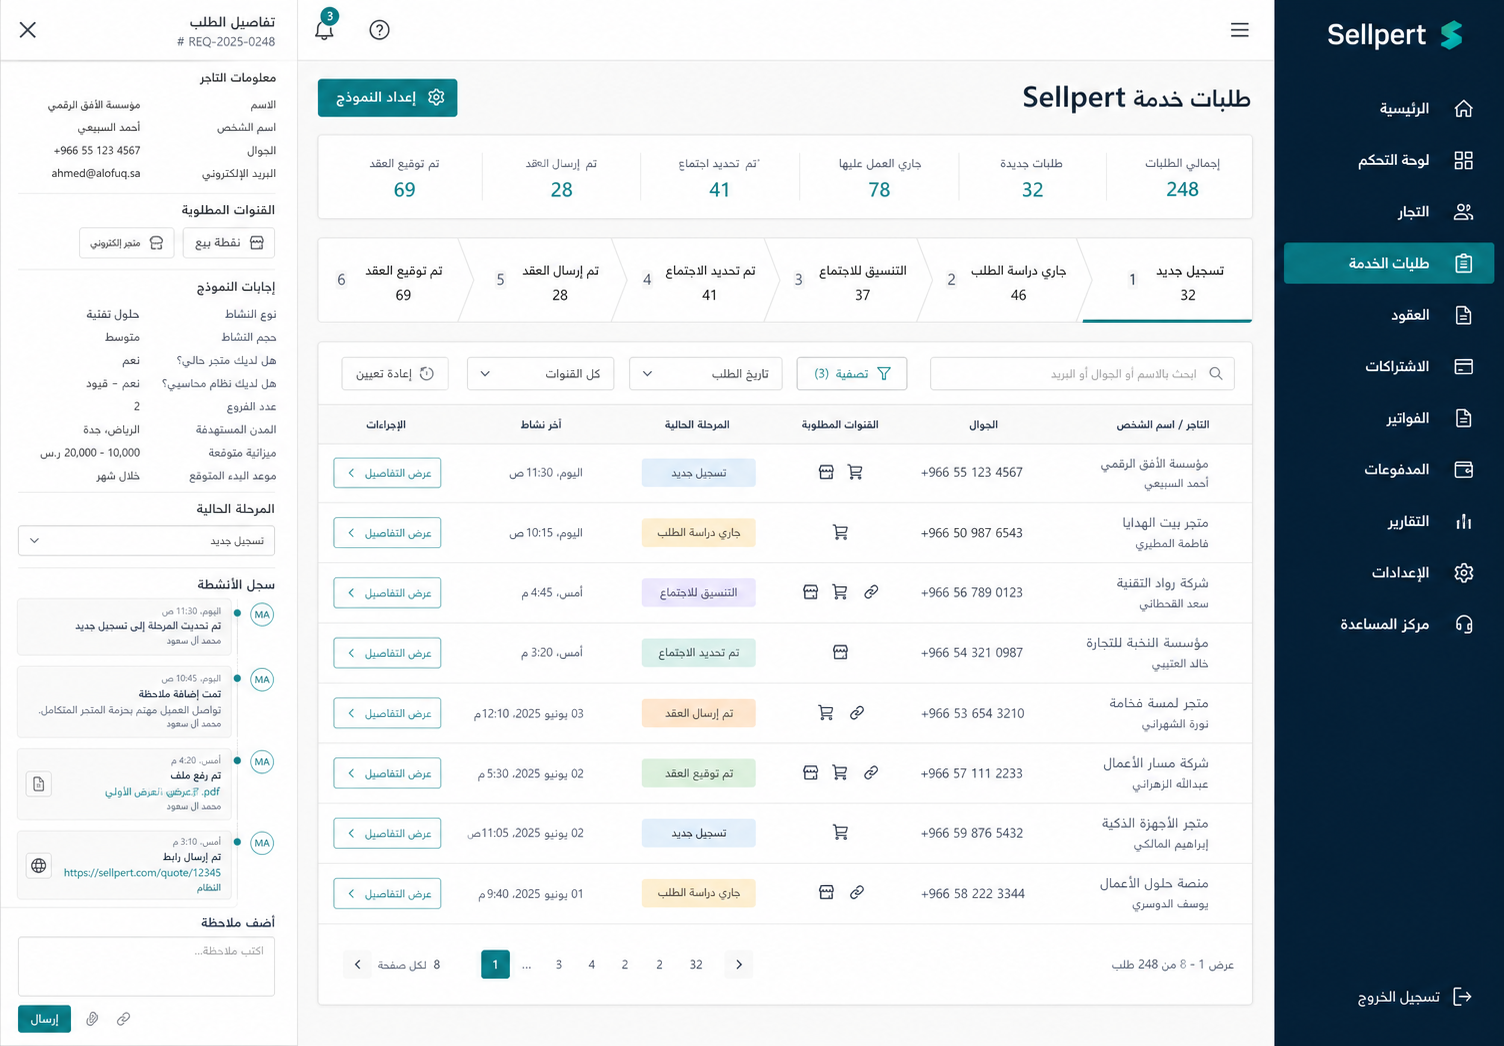 Sellpert
الرئيسية
لوحة التحكم
التجار
طلبات الخدمة
العقود
الاشتراكات
الفواتير
المدفوعات
التقارير
الإعدادات
مركز المساعدة
تسجيل الخروج
3
طلبات خدمة Sellpert
إعداد النموذج
إجمالي الطلبات
248
طلبات جديدة
32
جاري العمل عليها
78
تم تحديد اجتماع
41
تم إرسال العقد
28
تم توقيع العقد
69
1 تسجيل جديد
32
2 جاري دراسة الطلب
46
3 التنسيق للاجتماع
37
4 تم تحديد الاجتماع
41
5 تم إرسال العقد
28
6 تم توقيع العقد
69
ابحث بالاسم أو الجوال أو البريد
تصفية (3)
تاريخ الطلب
كل القنوات
إعادة تعيين
التاجر / اسم الشخص الجوال القنوات المطلوبة المرحلة الحالية آخر نشاط الإجراءات
مؤسسة الأفق الرقمي
أحمد السبيعي
+966 55 123 4567 تسجيل جديد اليوم، 11:30 ص عرض التفاصيل
متجر بيت الهدايا
فاطمة المطيري
+966 50 987 6543 جاري دراسة الطلب اليوم، 10:15 ص عرض التفاصيل
شركة رواد التقنية
سعد القحطاني
+966 56 789 0123 التنسيق للاجتماع أمس، 4:45 م عرض التفاصيل
مؤسسة النخبة للتجارة
خالد العتيبي
+966 54 321 0987 تم تحديد الاجتماع أمس، 3:20 م عرض التفاصيل
متجر لمسة فخامة
نورة الشهراني
+966 53 654 3210 تم إرسال العقد 03 يونيو 2025، 12:10م عرض التفاصيل
شركة مسار الأعمال
عبدالله الزهراني
+966 57 111 2233 تم توقيع العقد 02 يونيو 2025، 5:30 م عرض التفاصيل
متجر الأجهزة الذكية
إبراهيم المالكي
+966 59 876 5432 تسجيل جديد 02 يونيو 2025، 11:05ص عرض التفاصيل
منصة حلول الأعمال
يوسف الدوسري
+966 58 222 3344 جاري دراسة الطلب 01 يونيو 2025، 9:40 م عرض التفاصيل
عرض 1 - 8 من 248 طلب
32 2 2 4 3 ... 1
8 لكل صفحة
تفاصيل الطلب
# REQ-2025-0248
معلومات التاجر
الاسم مؤسسة الأفق الرقمي
اسم الشخص أحمد السبيعي
الجوال +966 55 123 4567
البريد الإلكتروني ahmed@alofuq.sa
القنوات المطلوبة
نقطة بيع
متجر إلكتروني
إجابات النموذج
نوع النشاط حلول
حجم النشاط متوسط
هل لديك متجر حالي؟ نعم
هل لديك نظام محاسبي؟ نعم – قيود
عدد الفروع 2
المدن المستهدفة الرياض، جدة
ميزانية متوقعة 10,000 - 20,000 ر.س
موعد البدء المتوقع خلال شهر
المرحلة الحالية
تسجيل جديد
سجل الأنشطة
MA
اليوم، 11:30 ص
تم تحديث المرحلة إلى تسجيل جديد
محمد آل سعود
MA
اليوم، 10:45 ص
تمت إضافة ملاحظة
تواصل العميل مهتم بحزمة المتجر المتكامل.
محمد آل سعود
MA
أمس، 4:20 م
تم رفع ملف
العرض الأولي .pdf
محمد آل سعود
MA
أمس، 3:10 م
تم إرسال رابط
https://sellpert.com/quote/12345
النظام
أضف ملاحظة
اكتب ملاحظة...
إرسال